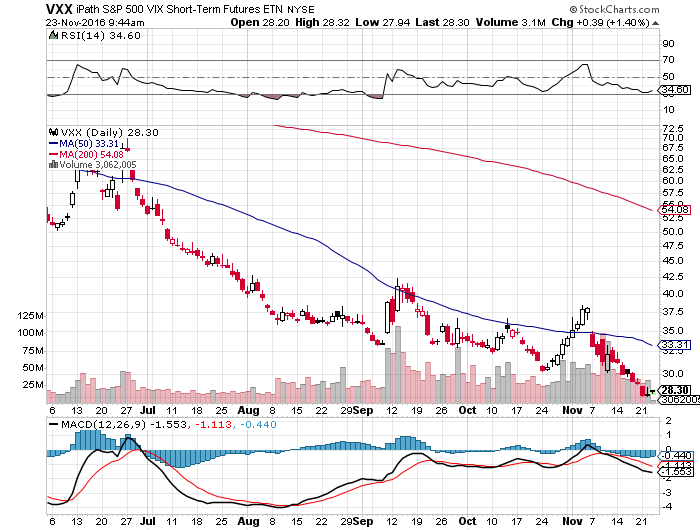 VXX iPath S&P 500 VIX Short-Term Futures ETN NYSE © StockCharts.com
23-Nov-2016 9:44am Open 28.20 High 28.32 Low 27.94 Last 28.30 Volume 3.1M Chg +0.39 (+1.40%)
RSI(14) 34.60
90
70
50
34.60
30
10
VXX (Daily) 28.30
MA(50) 33.31
MA(200) 54.08
Volume 3,062,005
72.5
70.0
67.5
65.0
62.5
60.0
57.5
54.08
52.5
50.0
47.5
45.0
42.5
40.0
37.5
35.0
33.31
30.0
28.30
3062005
125M
100M
75M
50M
25M
6 13 20 27 Jul 11 18 25 Aug 8 15 22 29 Sep 12 19 26 Oct 10 17 24 Nov 7 14 21
MACD(12,26,9) -1.553, -1.113, -0.440
2
1
0
-0.440
-1.113
-1.553
-2
-3
-4
6 13 20 27 Jul 11 18 25 Aug 8 15 22 29 Sep 12 19 26 Oct 10 17 24 Nov 7 14 21